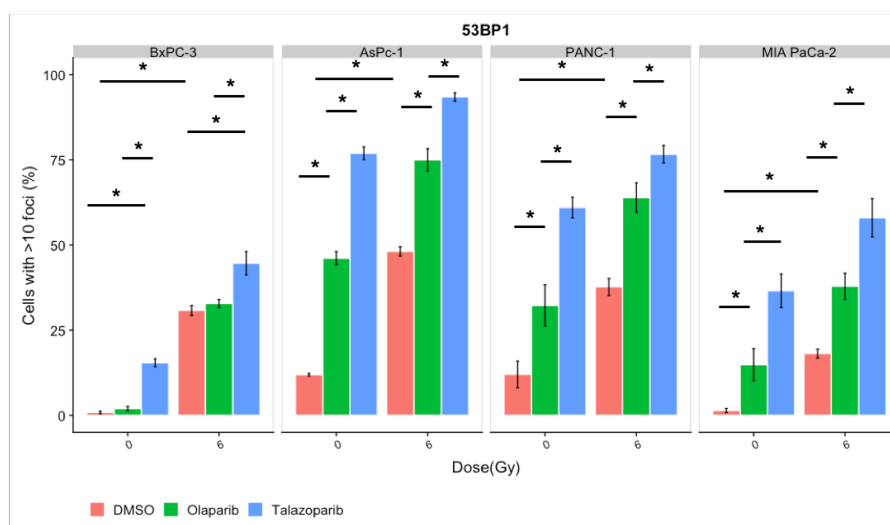 53BP1
BxPC-3 AsPc-1 PANC-1 MIA PaCa-2
* * * * * * * * * * * * * * * * * * * *
Cells with >10 foci (%)
100
75
50
25
0
0 6 0 6 0 6 0 6
Dose(Gy)
DMSO Olaparib Talazoparib